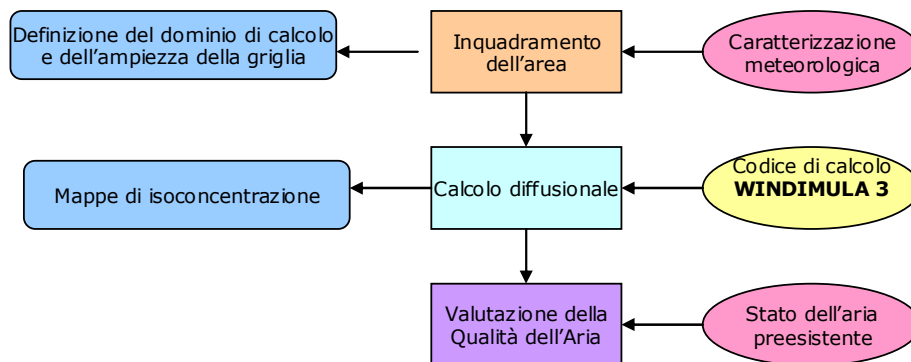 Definizione del dominio di calcolo
e dell'ampiezza della griglia
Inquadramento
dell'area
Caratterizzazione
meteorologica
Mappe di isoconcentrazione
Calcolo diffusionale
Codice di calcolo
WINDIMULA 3
Valutazione della
Qualità dell'Aria
Stato dell'aria
preesistente